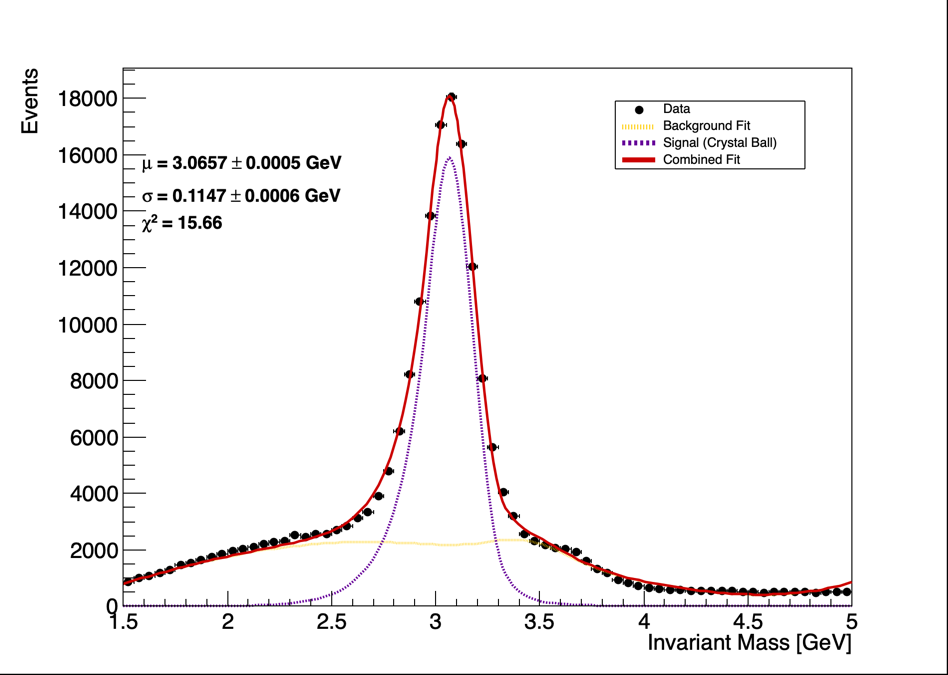 Events
18000
16000
14000
12000
10000
8000
6000
4000
2000
0
μ = 3.0657 ± 0.0005 GeV
σ = 0.1147 ± 0.0006 GeV
χ² = 15.66
Data
Background Fit
Signal (Crystal Ball)
Combined Fit
1.5 2 2.5 3 3.5 4 4.5 5
Invariant Mass [GeV]